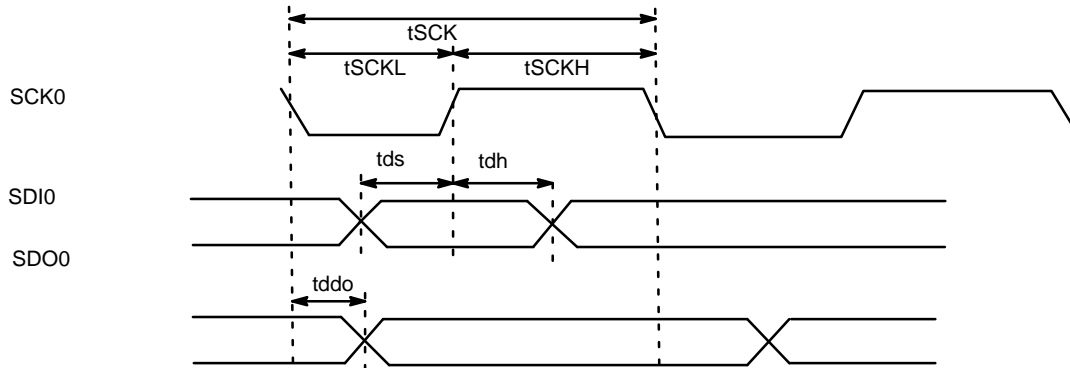 tSCK
tSCKL tSCKH
SCK0
tds tdh
SDI0
SDO0
tddo